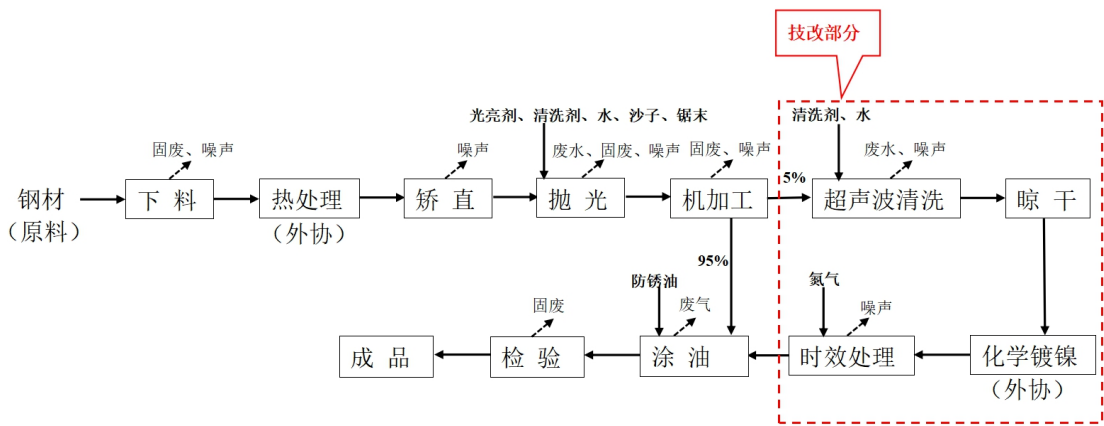 技改部分
光亮剂、清洗剂、水、沙子、锯末
清洗剂、水
固废、噪声
噪声
废水、固废、噪声
固废、噪声
废水、噪声
钢材
（原料）
下 料
热处理
（外协）
矫 直
抛 光
机加工
5%
超声波清洗
晾 干
95%
防锈油
氮气
固废
废气
噪声
成 品
检 验
涂 油
时效处理
化学镀镍
（外协）